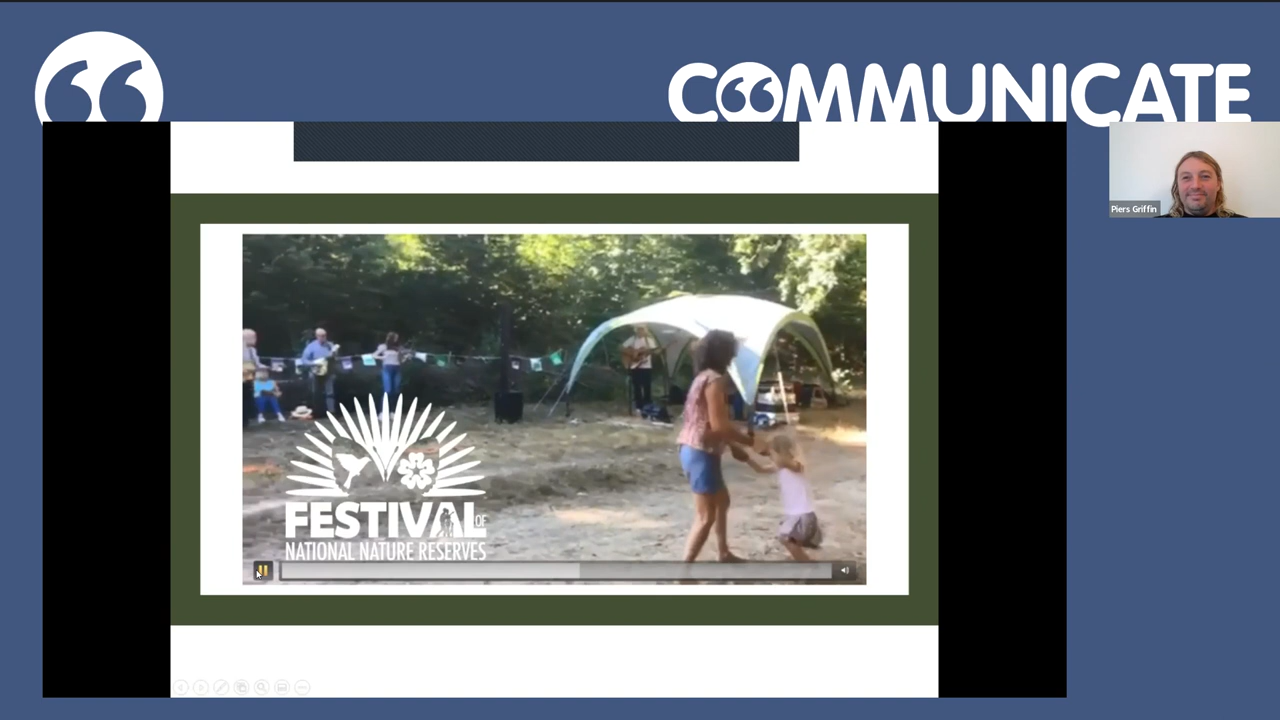 COMMUNICATE
Piers Griffin
FESTIVAL OF
NATIONAL NATURE RESERVES